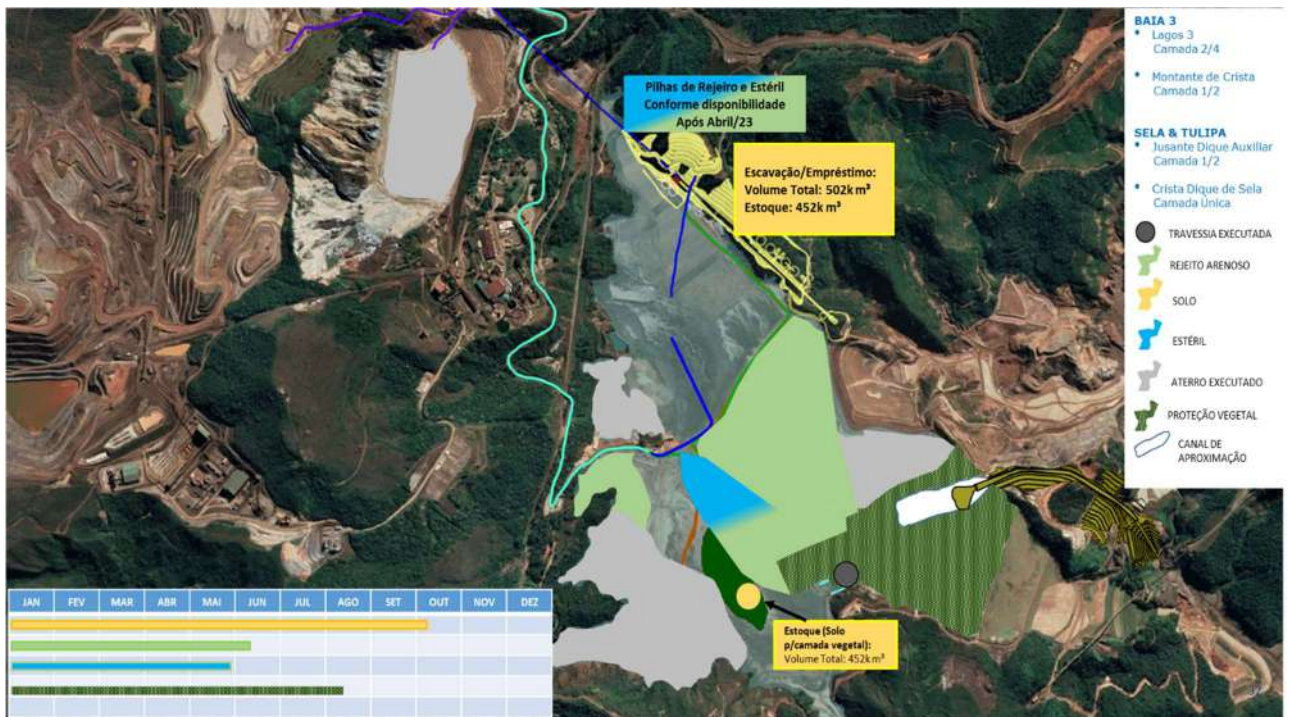 Pilhas de Rejeito e Estéril
Conforme disponibilidade
Após Abril/23
Escavação/Empréstimo:
Volume Total: 502k m³
Estoque: 452k m³
BAIA 3
Lagos 3
Camada 2/4
Montante de Crista
Camada 1/2
SELA & TULIPA
Jusante Dique Auxiliar
Camada 1/2
Crista Dique de Sela
Camada Única
TRAVESSIA EXECUTADA
REJEITO ARENOSO
SOLO
ESTÉRIL
ATERRO EXECUTADO
PROTEÇÃO VEGETAL
CANAL DE
APROXIMAÇÃO
Estoque (Solo
p/camada vegetal):
Volume Total: 452k m³
JAN FEV MAR ABR MAI JUN JUL AGO SET OUT NOV DEZ